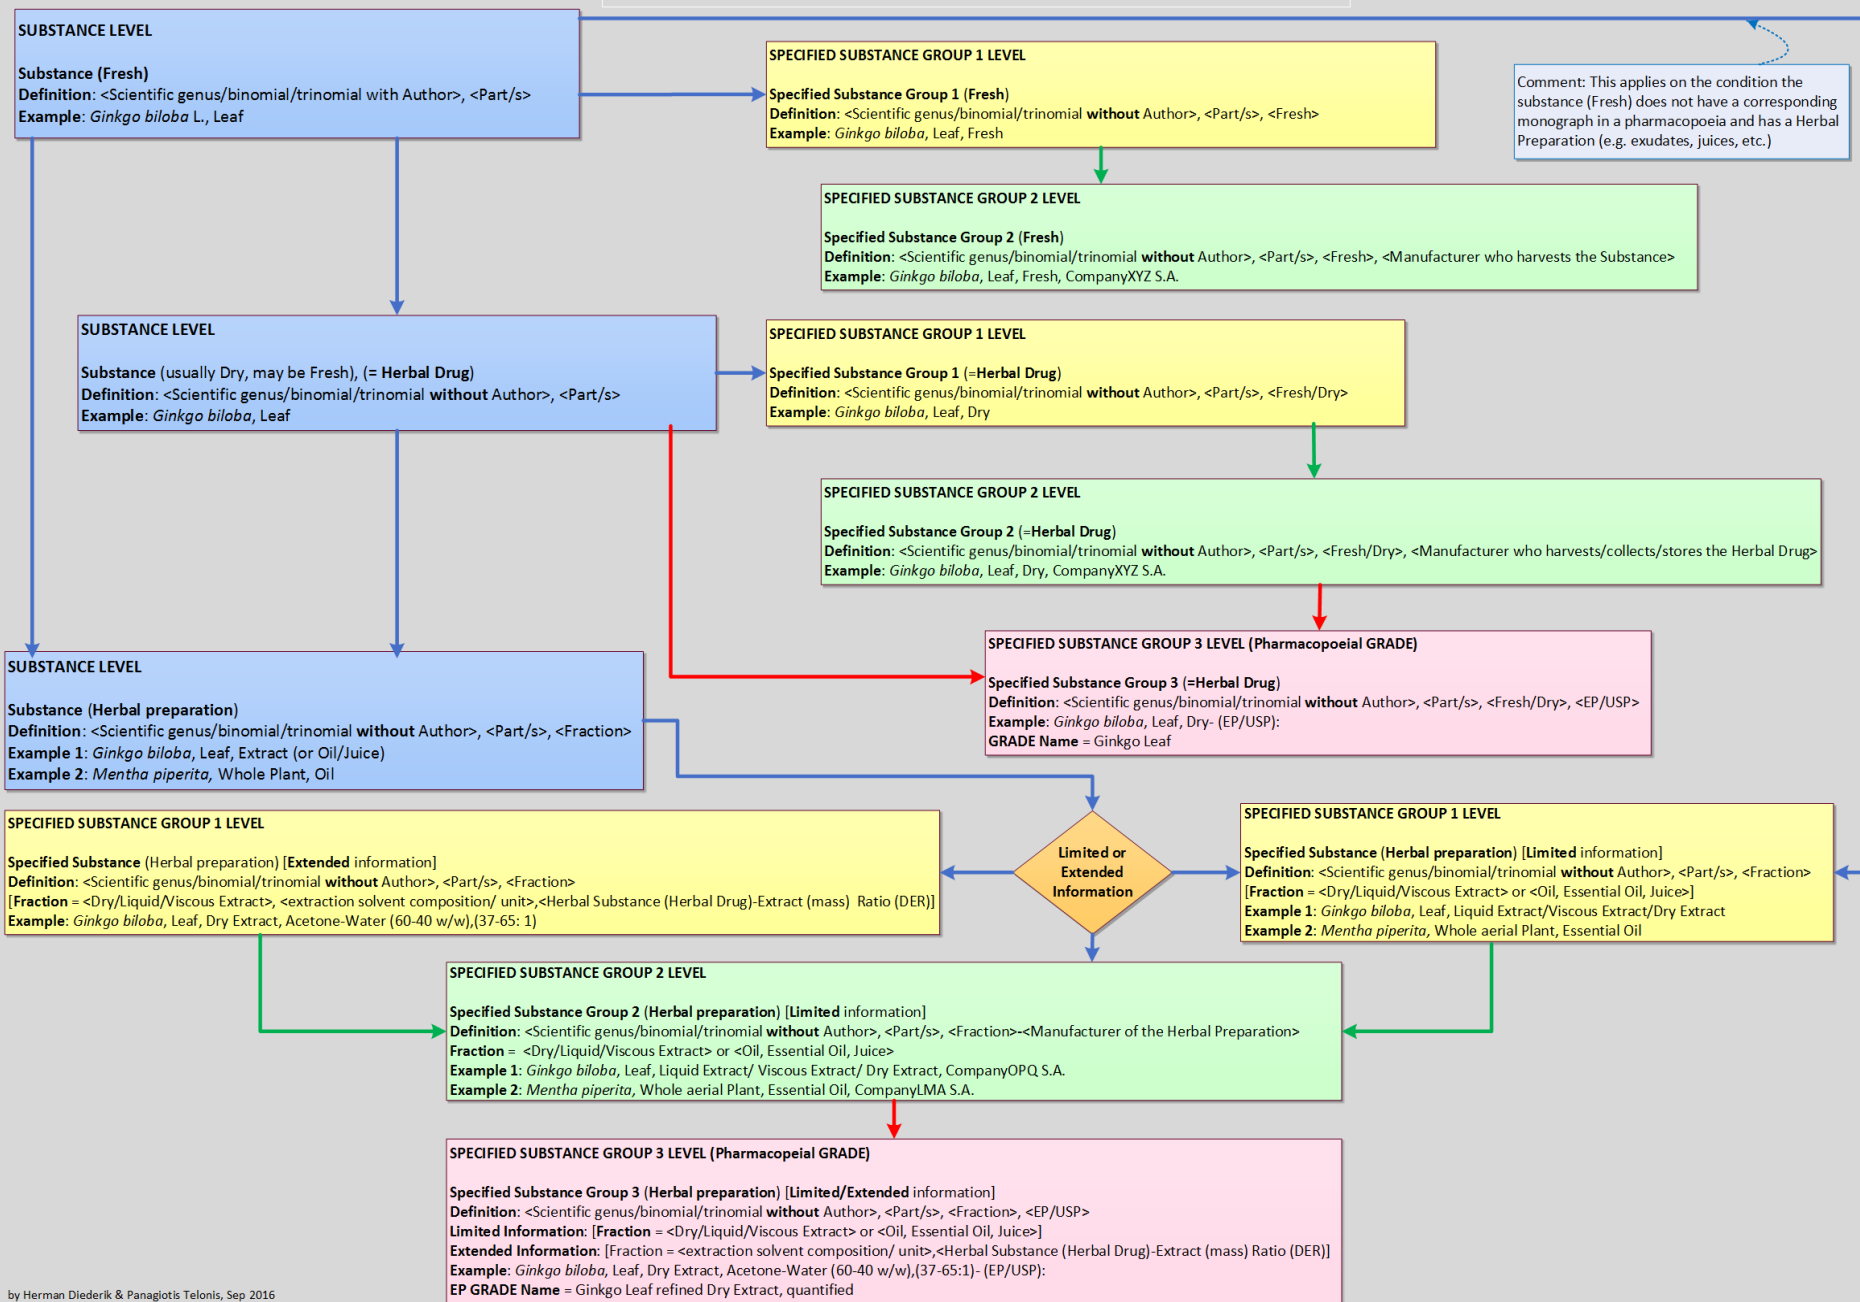 SUBSTANCE LEVEL
Substance (Fresh)
Definition: <Scientific genus/binomial/trinomial with Author>, <Part/s>
Example: Ginkgo biloba L., Leaf
SPECIFIED SUBSTANCE GROUP 1 LEVEL
Specified Substance Group 1 (Fresh)
Definition: <Scientific genus/binomial/trinomial without Author>, <Part/s>, <Fresh>
Example: Ginkgo biloba, Leaf, Fresh
Comment: This applies on the condition the
substance (Fresh) does not have a corresponding
monograph in a pharmacopoeia and has a Herbal
Preparation (e.g. exudates, juices, etc.)
SPECIFIED SUBSTANCE GROUP 2 LEVEL
Specified Substance Group 2 (Fresh)
Definition: <Scientific genus/binomial/trinomial without Author>, <Part/s>, <Fresh>, <Manufacturer who harvests the Substance>
Example: Ginkgo biloba, Leaf, Fresh, CompanyXYZ S.A.
SUBSTANCE LEVEL
Substance (usually Dry, may be Fresh), (= Herbal Drug)
Definition: <Scientific genus/binomial/trinomial without Author>, <Part/s>
Example: Ginkgo biloba, Leaf
SPECIFIED SUBSTANCE GROUP 1 LEVEL
Specified Substance Group 1 (=Herbal Drug)
Definition: <Scientific genus/binomial/trinomial without Author>, <Part/s>, <Fresh/Dry>
Example: Ginkgo biloba, Leaf, Dry
SPECIFIED SUBSTANCE GROUP 2 LEVEL
Specified Substance Group 2 (=Herbal Drug)
Definition: <Scientific genus/binomial/trinomial without Author>, <Part/s>, <Fresh/Dry>, <Manufacturer who harvests/collects/stores the Herbal Drug>
Example: Ginkgo biloba, Leaf, Dry, CompanyXYZ S.A.
SPECIFIED SUBSTANCE GROUP 3 LEVEL (Pharmacopoeial GRADE)
Specified Substance Group 3 (=Herbal Drug)
Definition: <Scientific genus/binomial/trinomial without Author>, <Part/s>, <Fresh/Dry>, <EP/USP>
Example: Ginkgo biloba, Leaf, Dry- (EP/USP):
GRADE Name = Ginkgo Leaf
SUBSTANCE LEVEL
Substance (Herbal preparation)
Definition: <Scientific genus/binomial/trinomial without Author>, <Part/s>, <Fraction>
Example 1: Ginkgo biloba, Leaf, Extract (or Oil/Juice)
Example 2: Mentha piperita, Whole Plant, Oil
SPECIFIED SUBSTANCE GROUP 1 LEVEL
Specified Substance (Herbal preparation) [Extended information]
Definition: <Scientific genus/binomial/trinomial without Author>, <Part/s>, <Fraction>
[Fraction = <Dry/Liquid/Viscous Extract>, <extraction solvent composition/ unit>,<Herbal Substance (Herbal Drug)-Extract (mass)  Ratio (DER)]
Example: Ginkgo biloba, Leaf, Dry Extract, Acetone-Water (60-40 w/w),(37-65: 1)
Limited or
Extended
Information
SPECIFIED SUBSTANCE GROUP 1 LEVEL
Specified Substance (Herbal preparation) [Limited information]
Definition: <Scientific genus/binomial/trinomial without Author>, <Part/s>, <Fraction>
[Fraction = <Dry/Liquid/Viscous Extract> or <Oil, Essential Oil, Juice>]
Example 1: Ginkgo biloba, Leaf, Liquid Extract/Viscous Extract/Dry Extract
Example 2: Mentha piperita, Whole aerial Plant, Essential Oil
SPECIFIED SUBSTANCE GROUP 2 LEVEL
Specified Substance Group 2 (Herbal preparation) [Limited information]
Definition: <Scientific genus/binomial/trinomial without Author>, <Part/s>, <Fraction>-<Manufacturer of the Herbal Preparation>
Fraction =  <Dry/Liquid/Viscous Extract> or <Oil, Essential Oil, Juice>
Example 1: Ginkgo biloba, Leaf, Liquid Extract/ Viscous Extract/ Dry Extract, CompanyOPQ S.A.
Example 2: Mentha piperita, Whole aerial Plant, Essential Oil, CompanyLMA S.A.
SPECIFIED SUBSTANCE GROUP 3 LEVEL (Pharmacopeial GRADE)
Specified Substance Group 3 (Herbal preparation) [Limited/Extended information]
Definition: <Scientific genus/binomial/trinomial without Author>, <Part/s>, <Fraction>, <EP/USP>
Limited Information: [Fraction = <Dry/Liquid/Viscous Extract> or <Oil, Essential Oil, Juice>]
Extended Information: [Fraction = <extraction solvent composition/ unit>,<Herbal Substance (Herbal Drug)-Extract (mass) Ratio (DER)]
Example: Ginkgo biloba, Leaf, Dry Extract, Acetone-Water (60-40 w/w),(37-65:1)- (EP/USP):
EP GRADE Name = Ginkgo Leaf refined Dry Extract, quantified
by Herman Diederik & Panagiotis Telonis, Sep 2016